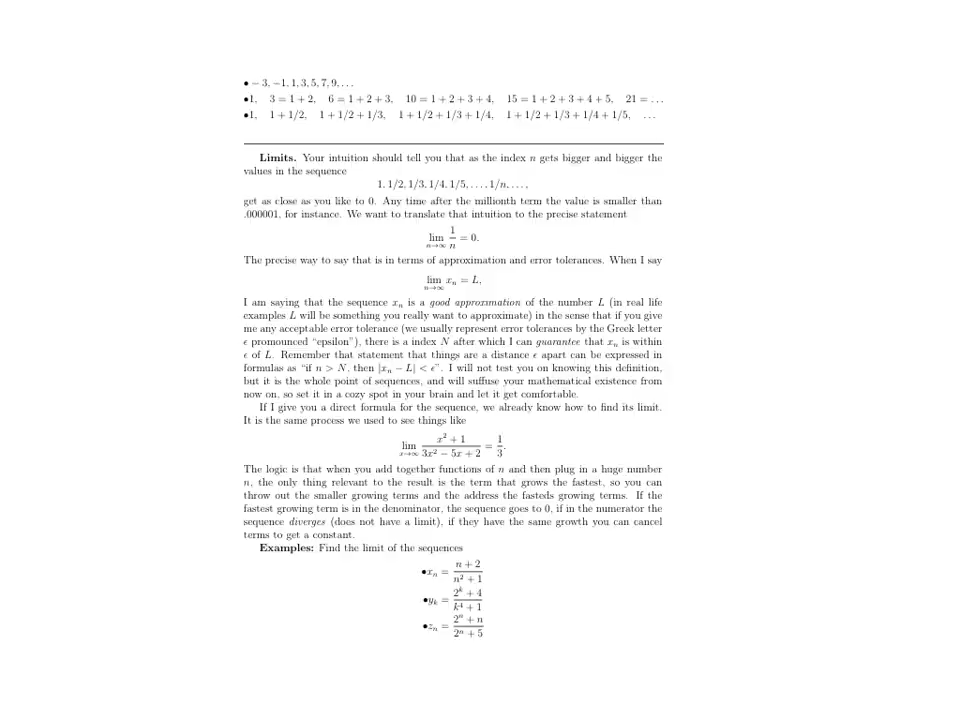 • − 3, −1, 1, 3, 5, 7, 9, . . .
•1, 3 = 1 + 2, 6 = 1 + 2 + 3, 10 = 1 + 2 + 3 + 4, 15 = 1 + 2 + 3 + 4 + 5, 21 = . . .
•1, 1 + 1/2, 1 + 1/2 + 1/3, 1 + 1/2 + 1/3 + 1/4, 1 + 1/2 + 1/3 + 1/4 + 1/5, . . .
Limits. Your intuition should tell you that as the index n gets bigger and bigger the
values in the sequence
1, 1/2, 1/3, 1/4, 1/5, . . . , 1/n, . . . ,
get as close as you like to 0. Any time after the millionth term the value is smaller than
.000001, for instance. We want to translate that intuition to the precise statement
lim n→∞ 1/n = 0.
The precise way to say that is in terms of approximation and error tolerances. When I say
lim n→∞ xn = L,
I am saying that the sequence xn is a good approximation of the number L (in real life
examples L will be something you really want to approximate) in the sense that if you give
me any acceptable error tolerance (we usually represent error tolerances by the Greek letter
ϵ promounced “epsilon”), there is a index N after which I can guarantee that xn is within
ϵ of L. Remember that statement that things are a distance ϵ apart can be expressed in
formulas as “if n > N, then |xn − L| < ϵ”. I will not test you on knowing this definition,
but it is the whole point of sequences, and will suffuse your mathematical existence from
now on, so set it in a cozy spot in your brain and let it get comfortable.
If I give you a direct formula for the sequence, we already know how to find its limit.
It is the same process we used to see things like
lim x→∞ (x² + 1)/(3x² − 5x + 2) = 1/3.
The logic is that when you add together functions of n and then plug in a huge number
n, the only thing relevant to the result is the term that grows the fastest, so you can
throw out the smaller growing terms and the address the fasteds growing terms. If the
fastest growing term is in the denominator, the sequence goes to 0, if in the numerator the
sequence diverges (does not have a limit), if they have the same growth you can cancel
terms to get a constant.
Examples: Find the limit of the sequences
•xn = (n + 2)/(n² + 1)
•yk = (2ᵏ + 4)/(k⁴ + 1)
•zn = (2ⁿ + n)/(2ⁿ + 5)